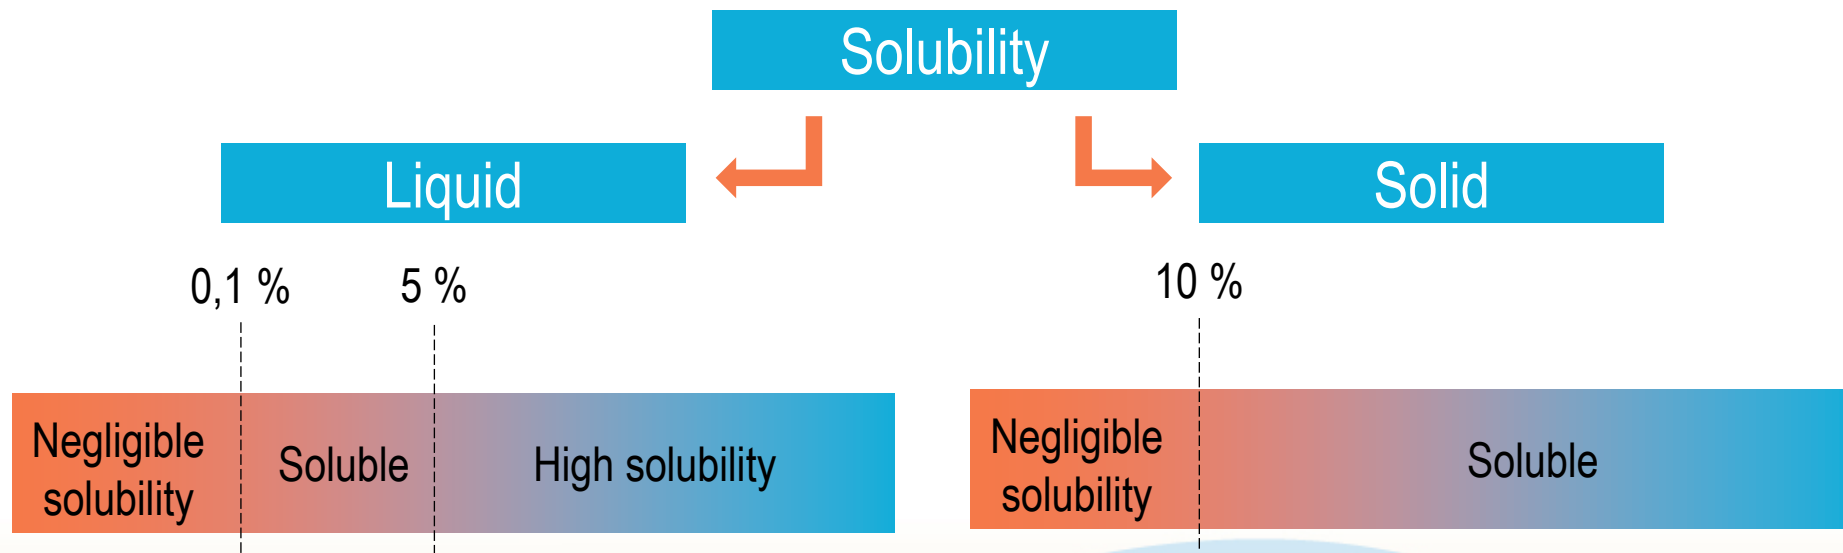 Solubility
Liquid
Solid
0,1 %
5 %
10 %
Negligible
solubility
Soluble
High solubility
Negligible
solubility
Soluble